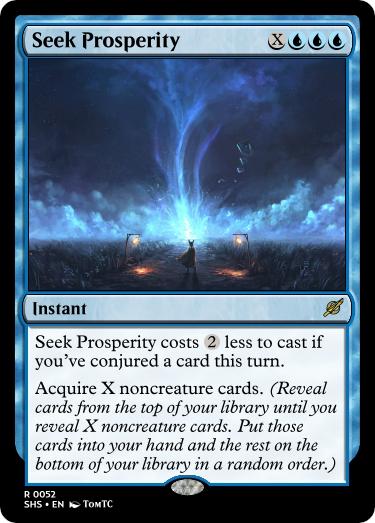 Seek Prosperity X
Instant
Seek Prosperity costs 2 less to cast if
you've conjured a card this turn.
Acquire X noncreature cards. (Reveal
cards from the top of your library until you
reveal X noncreature cards. Put those
cards into your hand and the rest on the
bottom of your library in a random order.)
R 0052
SHS • EN TomTC